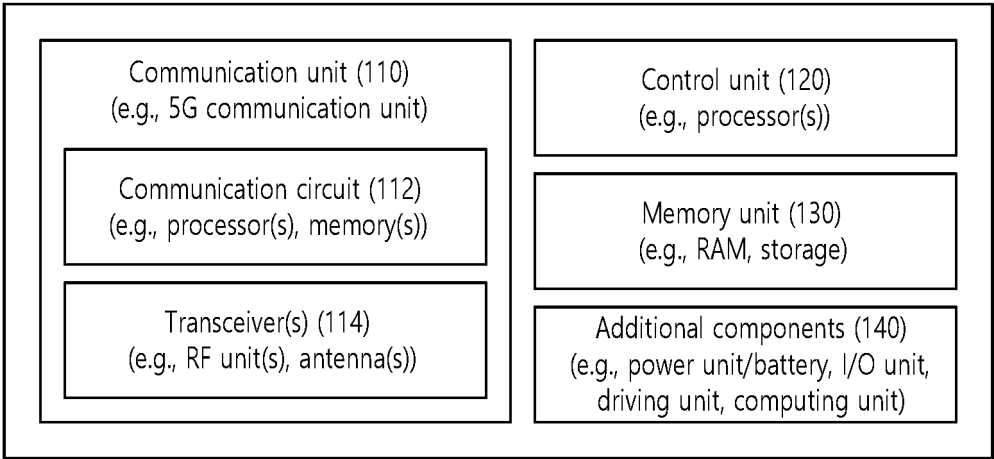 Communication unit (110)
(e.g., 5G communication unit)
Communication circuit (112)
(e.g., processor(s), memory(s))
Transceiver(s) (114)
(e.g., RF unit(s), antenna(s))
Control unit (120)
(e.g., processor(s))
Memory unit (130)
(e.g., RAM, storage)
Additional components (140)
(e.g., power unit/battery, I/O unit,
driving unit, computing unit)